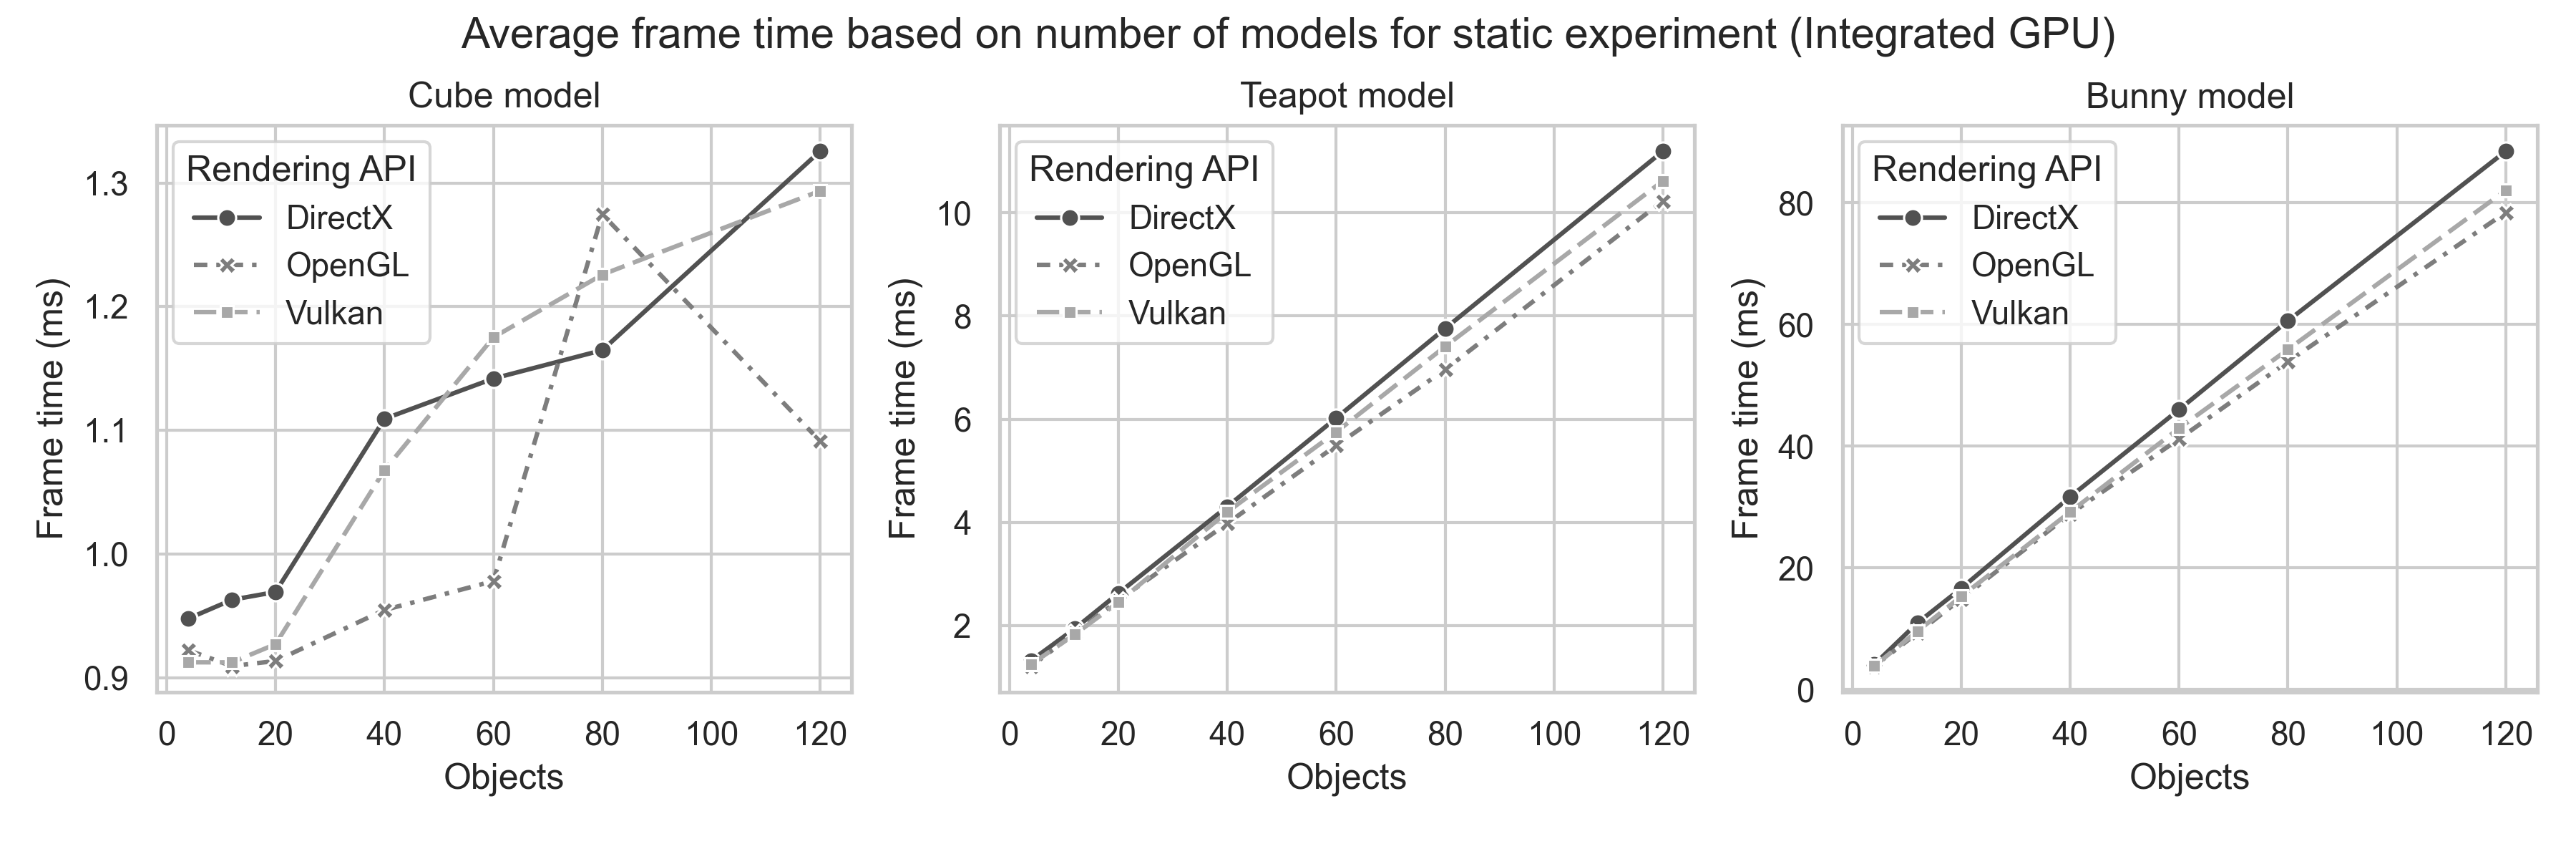 Average frame time based on number of models for static experiment (Integrated GPU)
Cube model
Rendering API
DirectX
OpenGL
Vulkan
Frame time (ms)
1.3
1.2
1.1
1.0
0.9
0 20 40 60 80 100 120
Objects
Teapot model
Rendering API
DirectX
OpenGL
Vulkan
Frame time (ms)
10
8
6
4
2
0 20 40 60 80 100 120
Objects
Bunny model
Rendering API
DirectX
OpenGL
Vulkan
Frame time (ms)
80
60
40
20
0
0 20 40 60 80 100 120
Objects